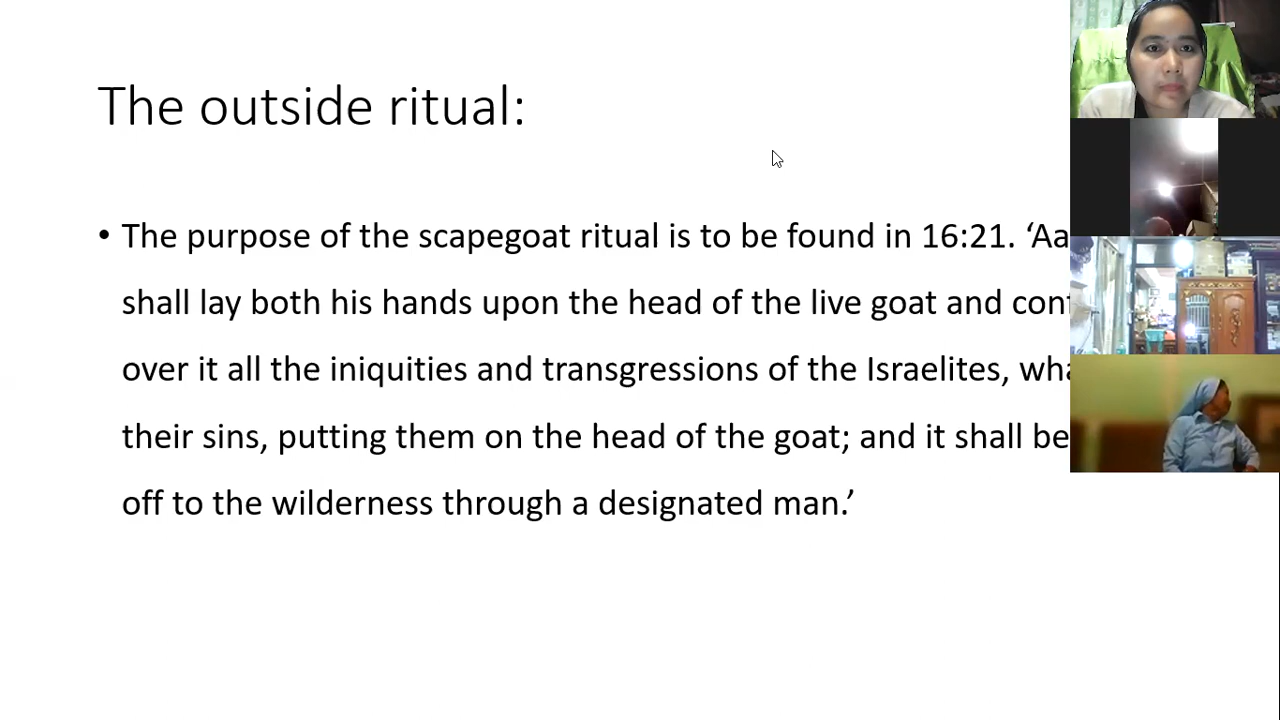 The outside ritual:
• The purpose of the scapegoat ritual is to be found in 16:21. ‘Aa
shall lay both his hands upon the head of the live goat and con
over it all the iniquities and transgressions of the Israelites, wha
their sins, putting them on the head of the goat; and it shall be
off to the wilderness through a designated man.’